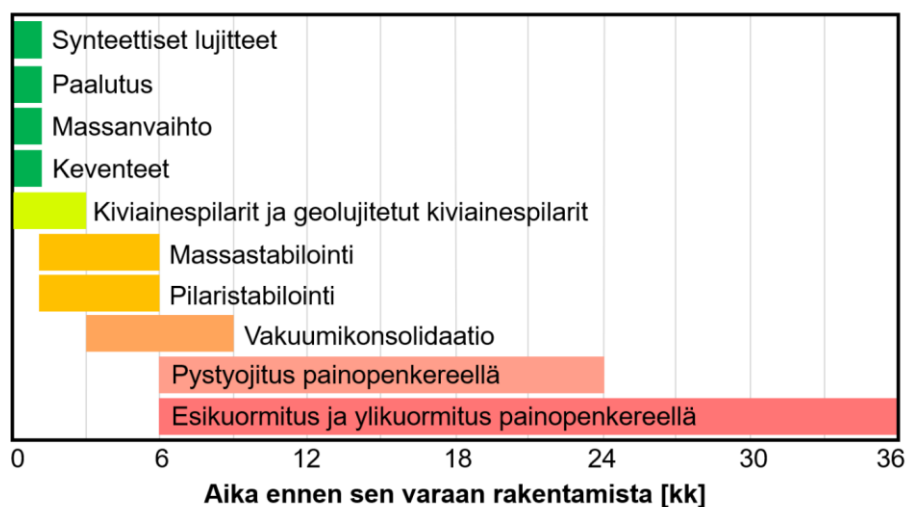 Synteettiset lujitteet
Paalutus
Massanvaihto
Keventeet
Kiviainespilarit ja geolujitetut kiviainespilarit
Massastabilointi
Pilaristabilointi
Vakuumikonsolidaatio
Pystyojitus painopenkereellä
Esikuormitus ja ylikuormitus painopenkereellä
0 6 12 18 24 30 36
Aika ennen sen varaan rakentamista [kk]